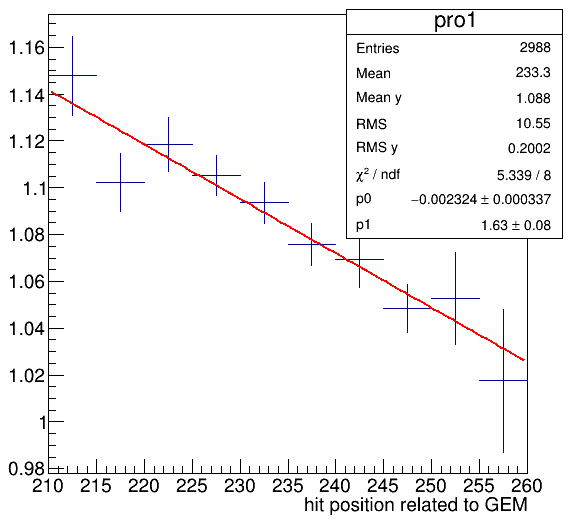 pro1
Entries 2988
Mean 233.3
Mean y 1.088
RMS 10.55
RMS y 0.2002
χ² / ndf 5.339 / 8
p0 −0.002324 ± 0.000337
p1 1.63 ± 0.08
1.16
1.14
1.12
1.1
1.08
1.06
1.04
1.02
1
0.98
210 215 220 225 230 235 240 245 250 255 260
hit position related to GEM